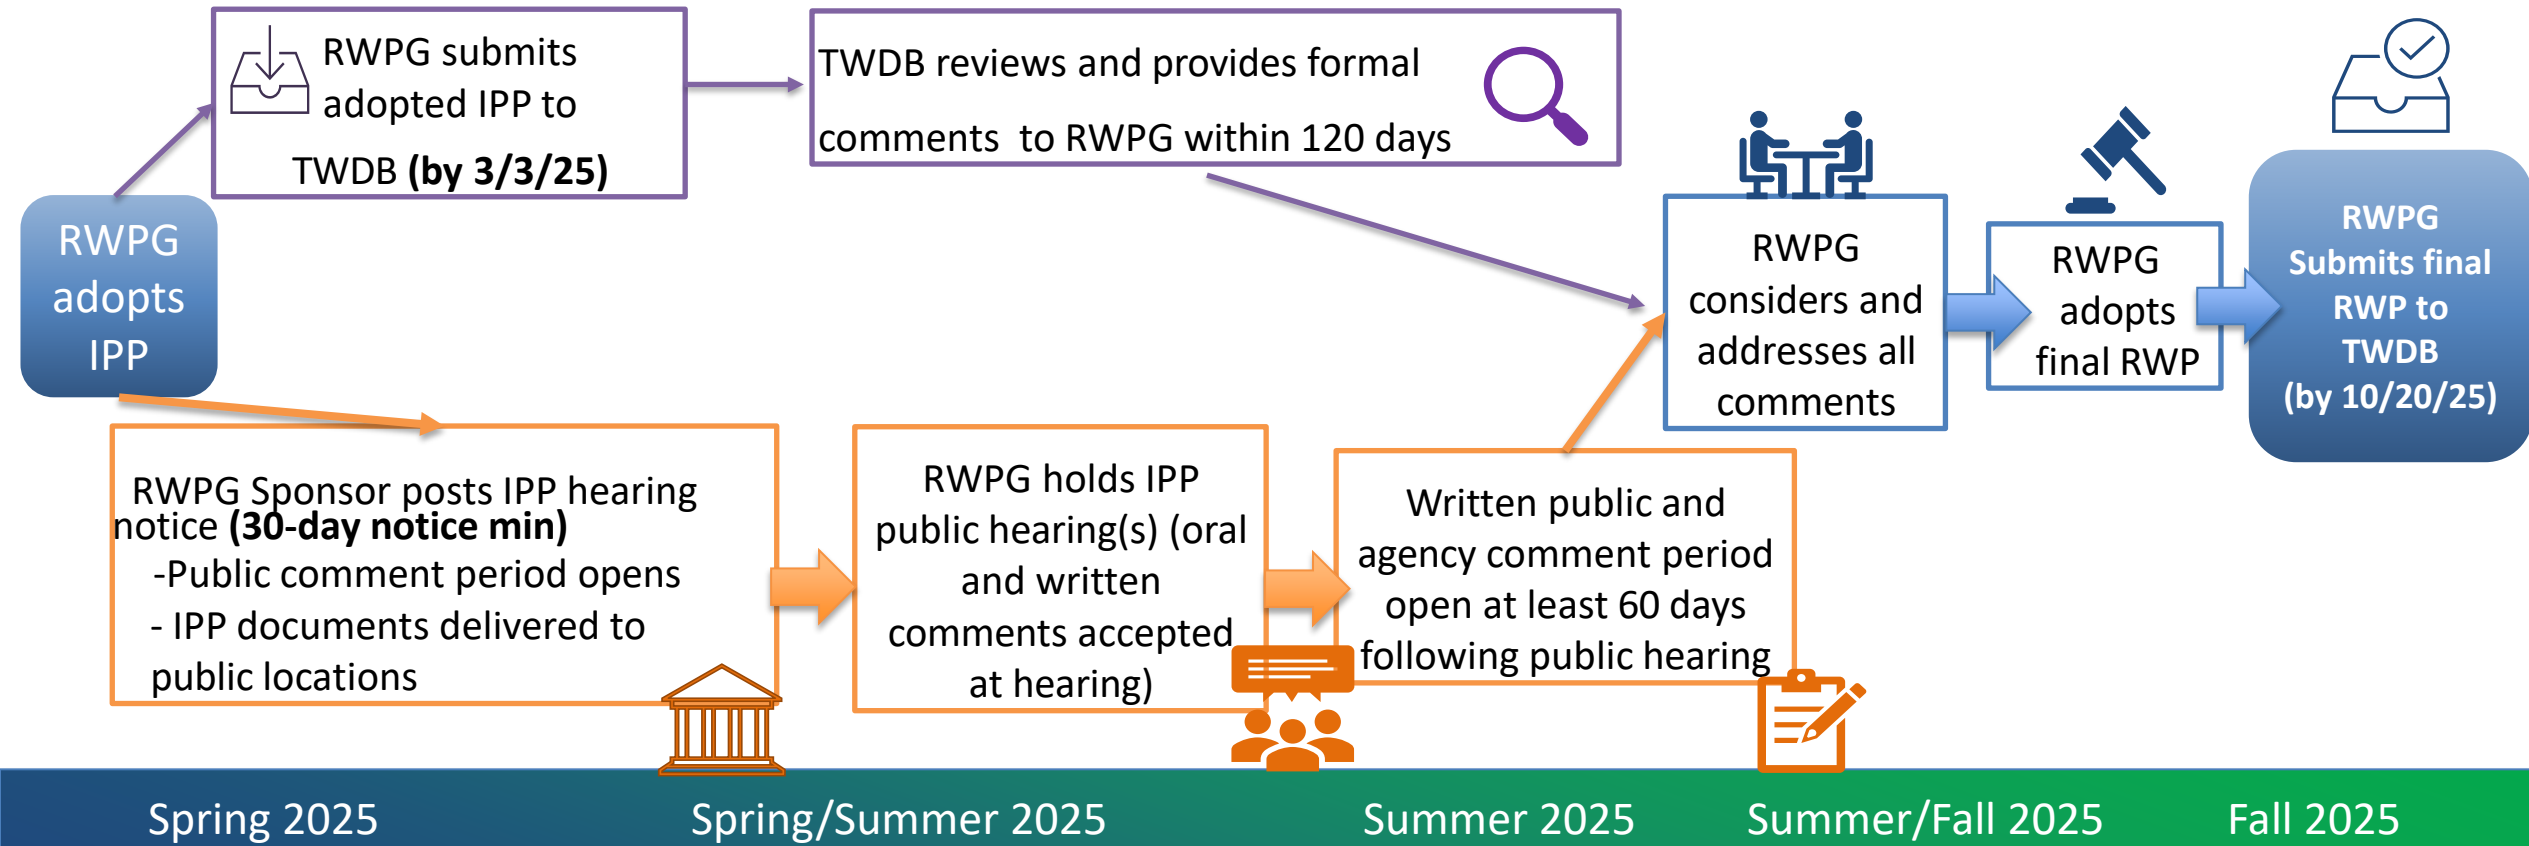 RWPG
adopts
IPP
RWPG submits
adopted IPP to
TWDB (by 3/3/25)
TWDB reviews and provides formal
comments to RWPG within 120 days
RWPG Sponsor posts IPP hearing
notice (30-day notice min)
-Public comment period opens
- IPP documents delivered to
public locations
RWPG holds IPP
public hearing(s) (oral
and written
comments accepted
at hearing)
Written public and
agency comment period
open at least 60 days
following public hearing
RWPG
considers and
addresses all
comments
RWPG
adopts
final RWP
RWPG
Submits final
RWP to
TWDB
(by 10/20/25)
Spring 2025
Spring/Summer 2025
Summer 2025
Summer/Fall 2025
Fall 2025